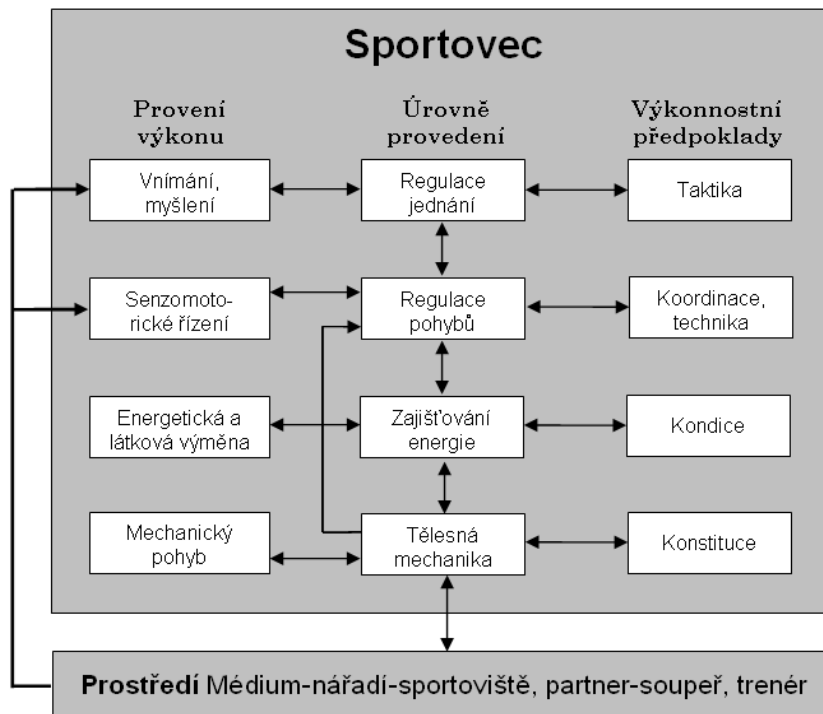 Sportovec
Provení
výkonu
Úrovně
provedení
Výkonnostní
předpoklady
Vnímání,
myšlení
Regulace
jednání
Taktika
Senzomoto-
rické řízení
Regulace
pohybů
Koordinace,
technika
Energetická a
látková výměna
Zajišťování
energie
Kondice
Mechanický
pohyb
Tělesná
mechanika
Konstituce
Prostředí Médium-nářadí-sportoviště, partner-soupeř, trenér